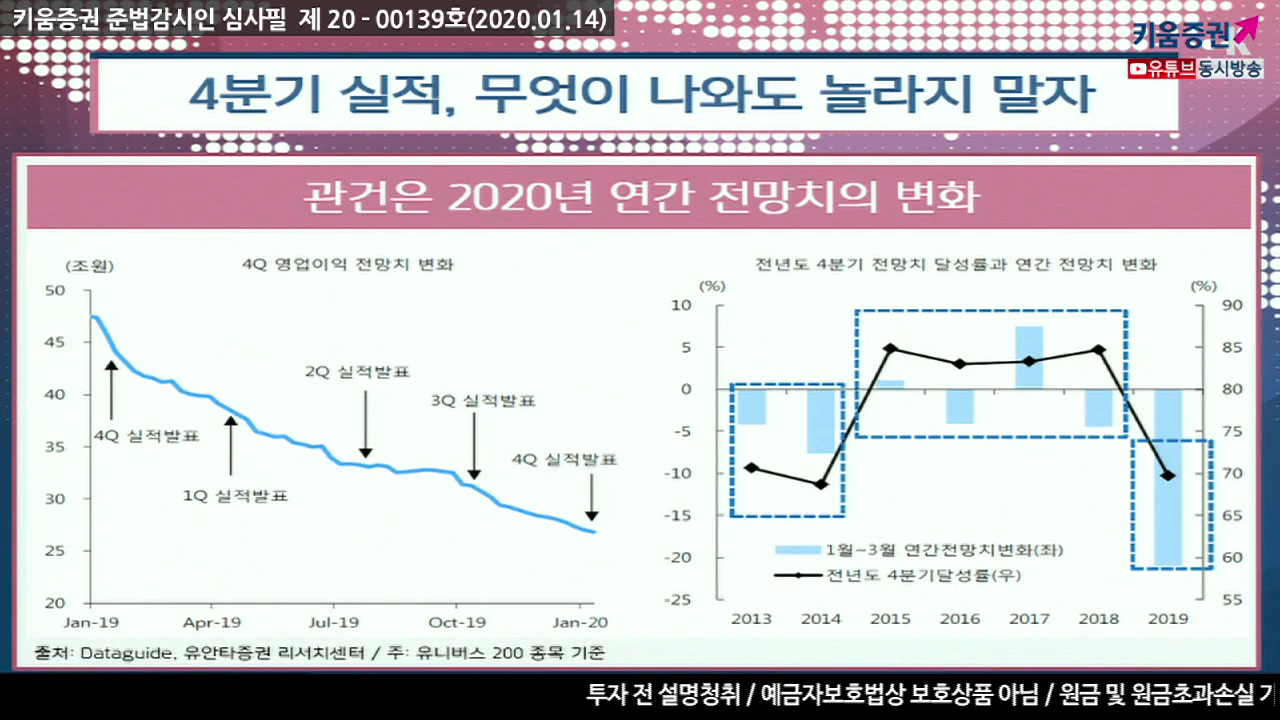 키움증권 준법감시인 심사필 제 20 - 00139호(2020.01.14)
키움증권
유튜브 동시방송
4분기 실적, 무엇이 나와도 놀라지 말자
관건은 2020년 연간 전망치의 변화
(조원)
4Q 영업이익 전망치 변화
50
45
40
35
30
25
20
4Q 실적발표
1Q 실적발표
2Q 실적발표
3Q 실적발표
4Q 실적발표
Jan-19
Apr-19
Jul-19
Oct-19
Jan-20
전년도 4분기 전망치 달성률과 연간 전망치 변화
(%)
(%)
10
5
0
-5
-10
-15
-20
-25
90
85
80
75
70
65
60
55
1월~3월 연간전망치변화(좌)
전년도 4분기달성률(우)
2013
2014
2015
2016
2017
2018
2019
출처: Dataguide, 유안타증권 리서치센터 / 주: 유니버스 200 종목 기준
투자 전 설명청취 / 예금자보호법상 보호상품 아님 / 원금 및 원금초과손실 가